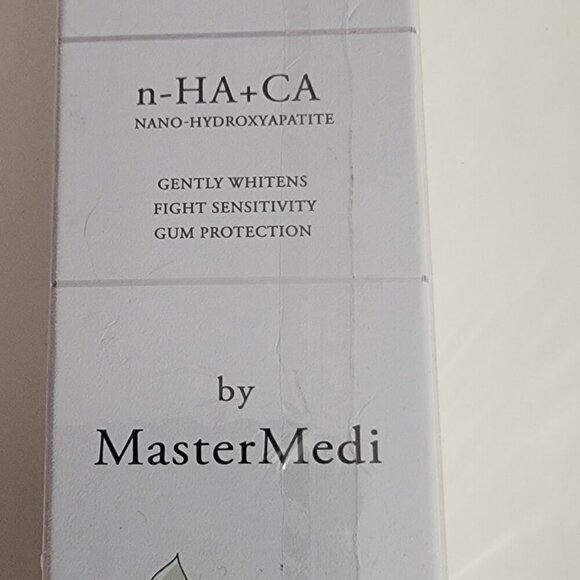 n-HA+CA
NANO-HYDROXYAPATITE
GENTLY WHITENS
FIGHT SENSITIVITY
GUM PROTECTION
by
MasterMedi